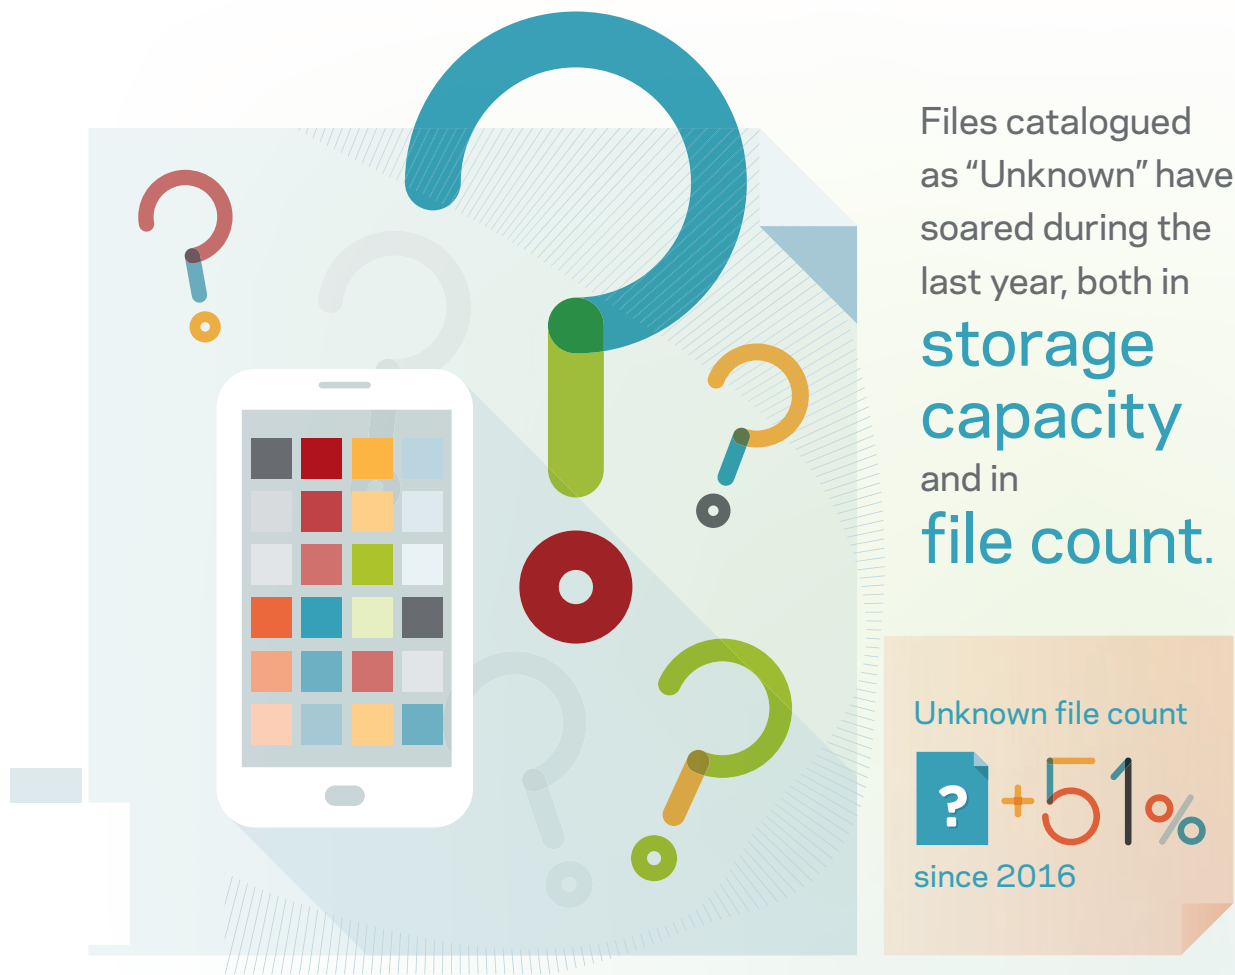 Files catalogued
as “Unknown” have
soared during the
last year, both in
storage
capacity
and in
file count.
Unknown file count
? +51%
since 2016